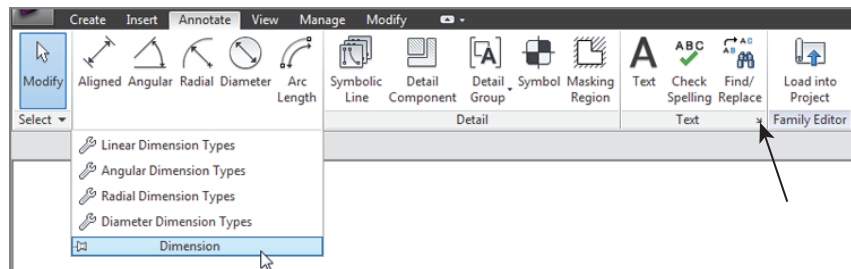 Create Insert Annotate View Manage Modify
Modify Aligned Angular Radial Diameter Arc Length Symbolic Line Detail Component Detail Group Symbol Masking Region A Text ABC Check Spelling Find/ Replace Load into Project
Select Detail Text Family Editor
Linear Dimension Types
Angular Dimension Types
Radial Dimension Types
Diameter Dimension Types
Dimension